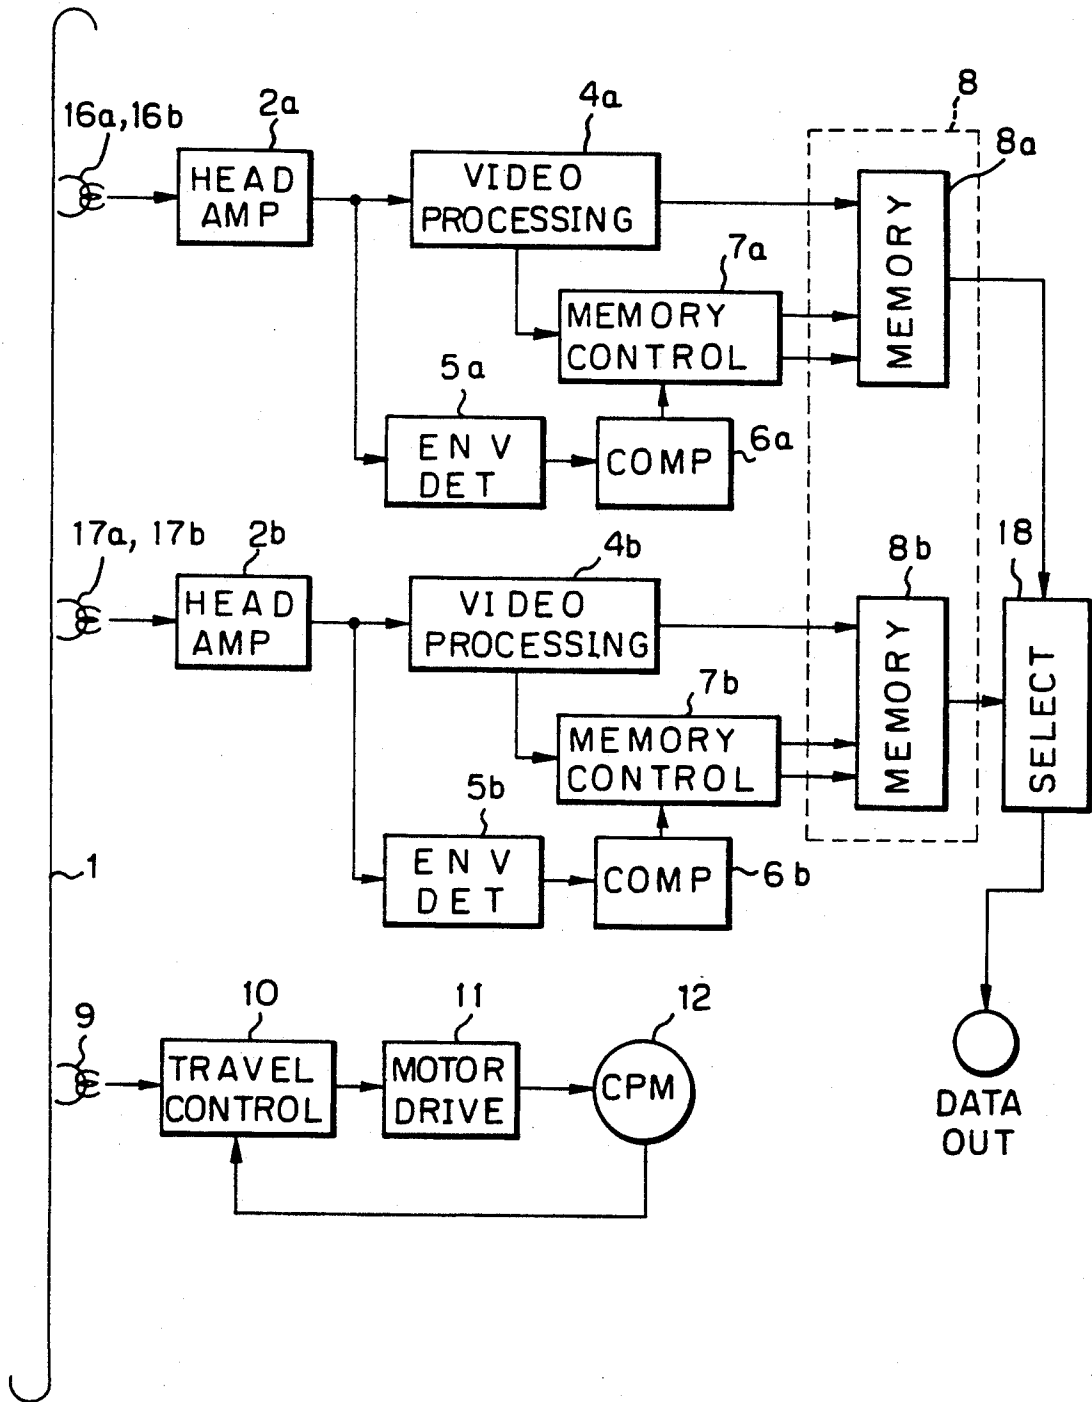 8
16a, 16b
2a
4a
8a
HEAD
AMP
VIDEO
PROCESSING
MEMORY
7a
MEMORY
CONTROL
5a
6a
ENV
DET
COMP
17a, 17b
2b
4b
8b
18
HEAD
AMP
VIDEO
PROCESSING
MEMORY
SELECT
7b
MEMORY
CONTROL
5b
6b
ENV
DET
COMP
1
9
10
11
12
TRAVEL
CONTROL
MOTOR
DRIVE
CPM
DATA
OUT